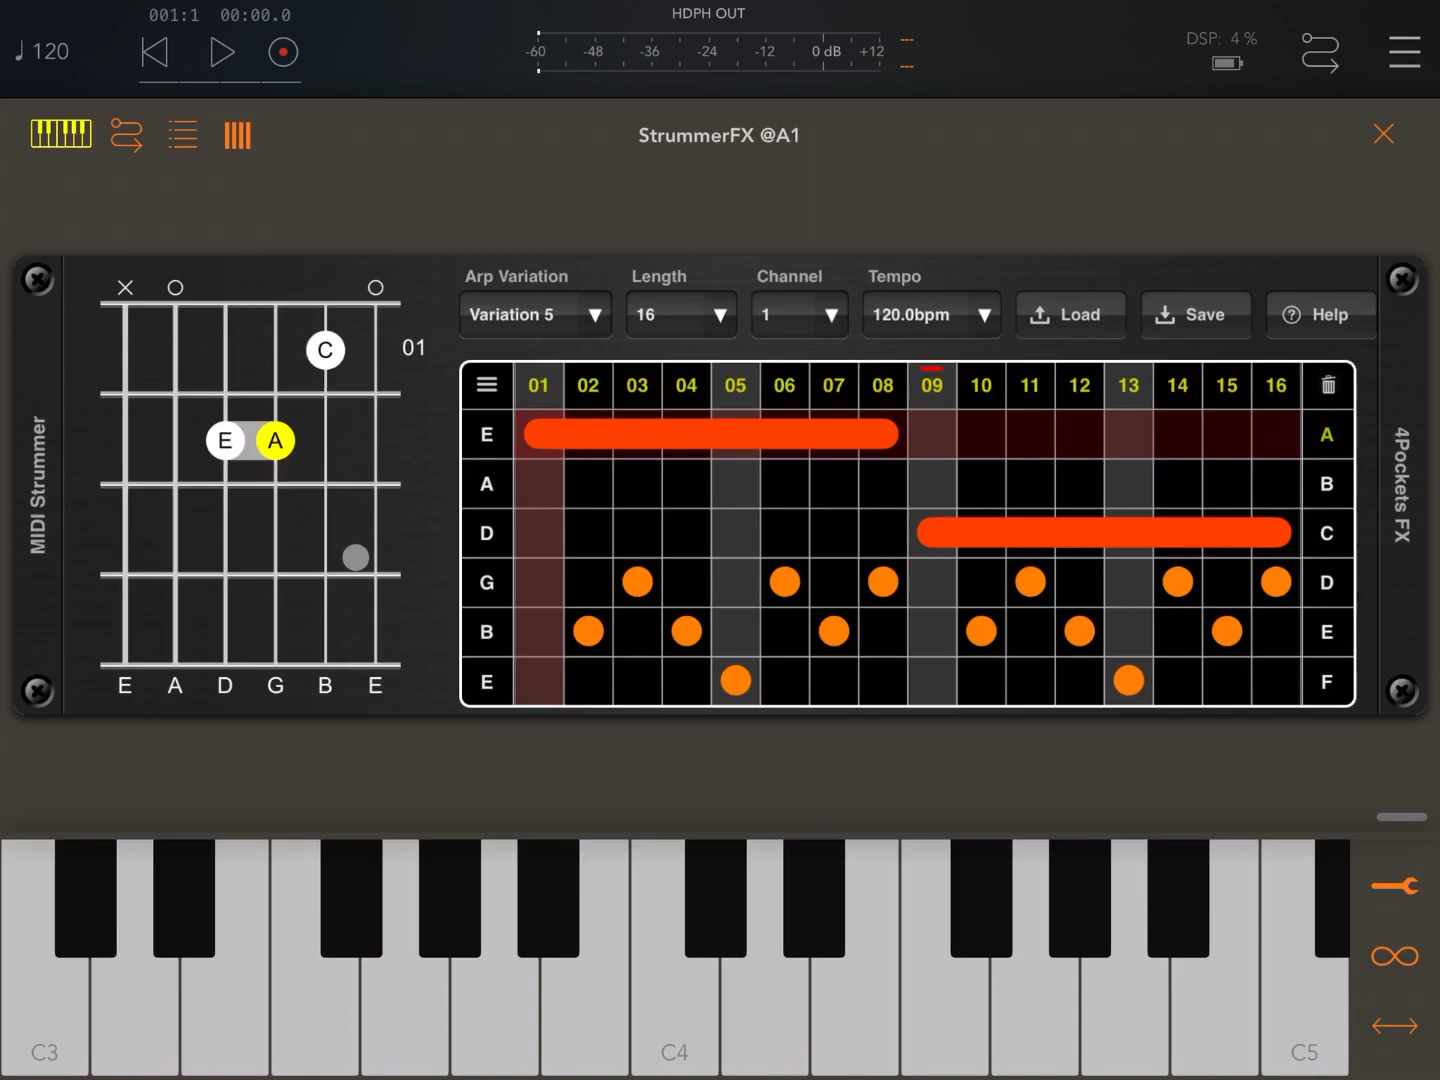 001:1 00:00.0
120
HDPH OUT
-60 -48 -36 -24 -12 0 dB +12
DSP: 4 %
StrummerFX @A1
MIDI Strummer
C
01
E A
E A D G B E
Arp Variation Length Channel Tempo
Variation 5 16 1 120.0bpm Load Save Help
01 02 03 04 05 06 07 08 09 10 11 12 13 14 15 16
E A
A B
D C
G D
B E
E F
4Pockets FX
C3 C4 C5